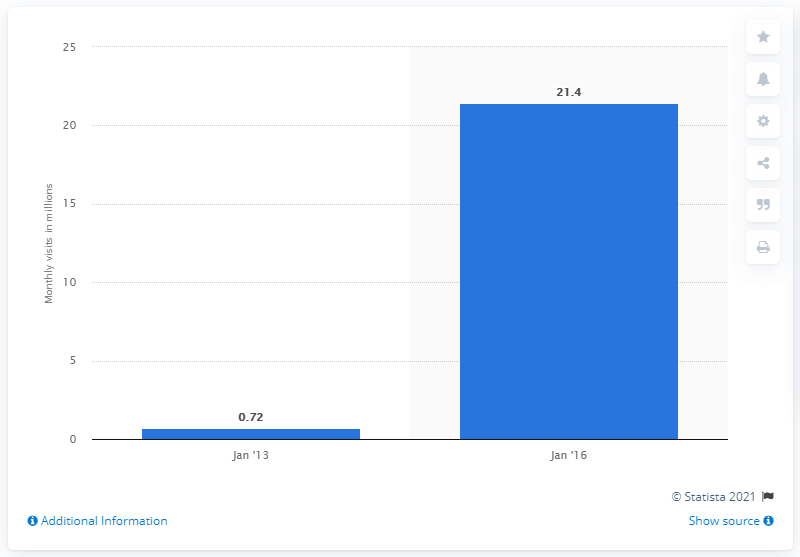 25
20
15
10
5
0
Monthly visits in millions
0.72
21.4
Jan '13
Jan '16
© Statista 2021
Additional Information
Show source